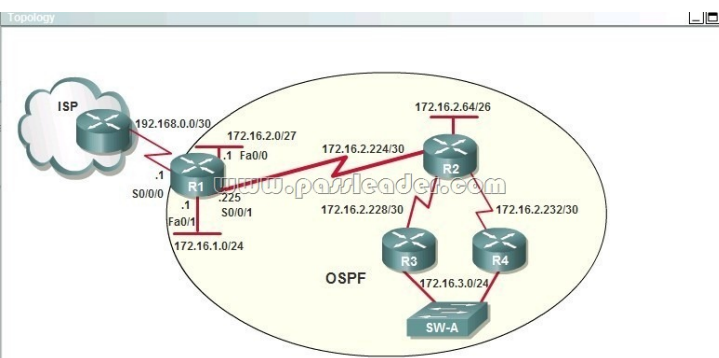 Topology
ISP
192.168.0.0/30
172.16.2.64/26
172.16.2.0/27
.1 Fa0/0
172.16.2.224/30
R2
.1
R1
www.passleader.com
S0/0/0
.225
S0/0/1
.1
Fa0/1
172.16.2.228/30
172.16.2.232/30
172.16.1.0/24
R3
R4
OSPF
172.16.3.0/24
SW-A